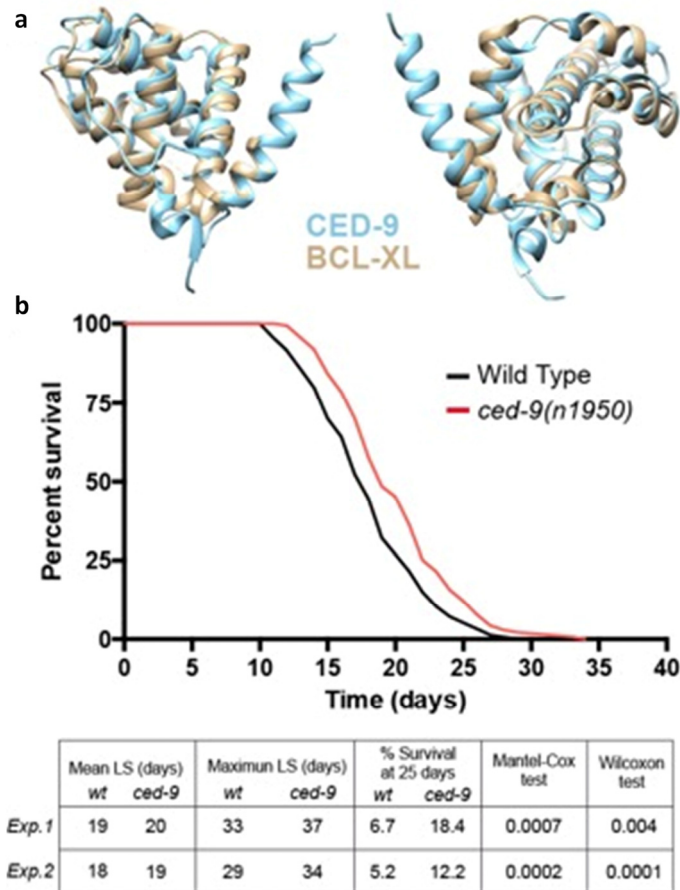 a
CED-9
BCL-XL
b
100
75
50
25
0
Percent survival
Wild Type
ced-9(n1950)
0 5 10 15 20 25 30 35 40
Time (days)
Mean LS (days) Maximun LS (days) % Survival at 25 days Mantel-Cox test Wilcoxon test
wt ced-9 wt ced-9 wt ced-9
Exp.1 19 20 33 37 6.7 18.4 0.0007 0.004
Exp.2 18 19 29 34 5.2 12.2 0.0002 0.0001